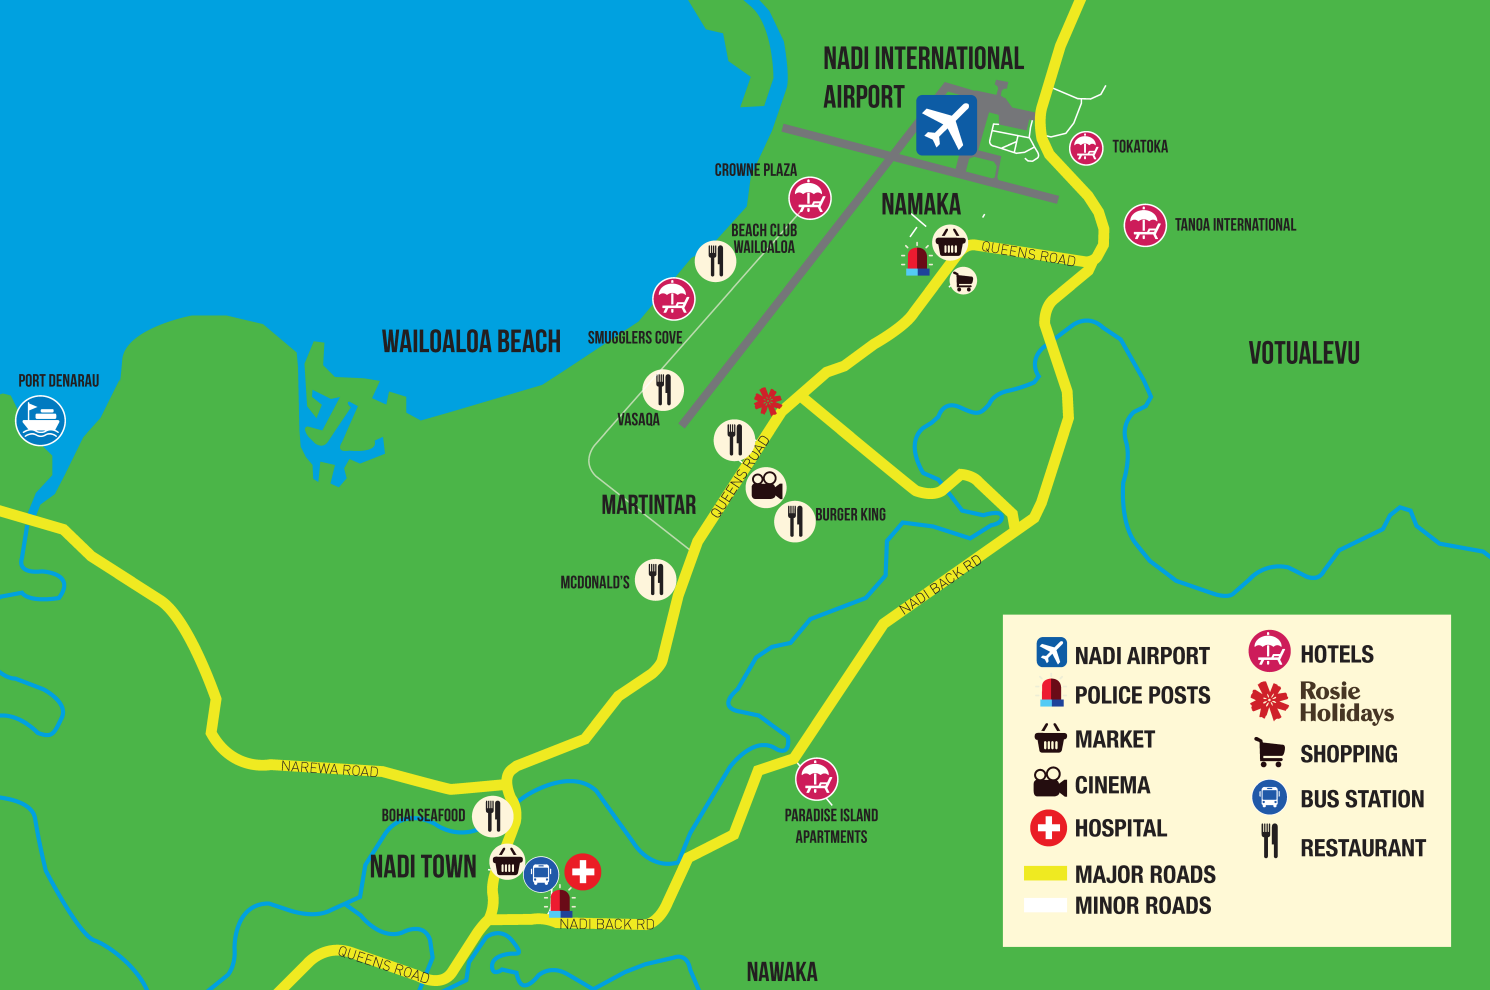 NADI INTERNATIONAL
AIRPORT
TOKATOKA
CROWNE PLAZA
NAMAKA
TANOA INTERNATIONAL
BEACH CLUB
WAILOALOA
QUEENS ROAD
WAILOALOA BEACH
SMUGGLERS COVE
VOTUALEVU
PORT DENARAU
VASAQA
QUEENS ROAD
MARTINTAR
BURGER KING
MCDONALD'S
NADI BACK RD
NAREWA ROAD
BOHAI SEAFOOD
PARADISE ISLAND
APARTMENTS
NADI TOWN
NADI BACK RD
QUEENS ROAD
NAWAKA
NADI AIRPORT
POLICE POSTS
MARKET
CINEMA
HOSPITAL
MAJOR ROADS
MINOR ROADS
HOTELS
Rosie
Holidays
SHOPPING
BUS STATION
RESTAURANT